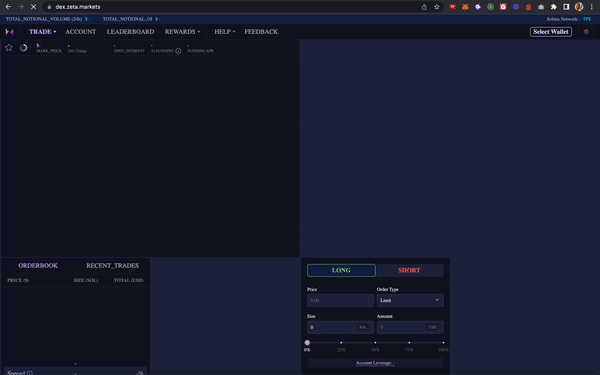 dex.zeta.markets
TOTAL_NOTIONAL_VOLUME (24h) $ - TOTAL_NOTIONAL_OI $ -
Solana Network: - TPS
TRADE ACCOUNT LEADERBOARD REWARDS HELP FEEDBACK
Select Wallet
$-
MARK_PRICE 24h Change OPEN_INTEREST 1h FUNDING FUNDING APR
ORDERBOOK RECENT_TRADES
PRICE ($) SIZE (SOL) TOTAL (USD)
Spread
LONG SHORT
Price Order Type
0.00 Limit
Size Amount
0 SOL 0 USD
0% 25% 50% 75% 100%
Account Leverage: -